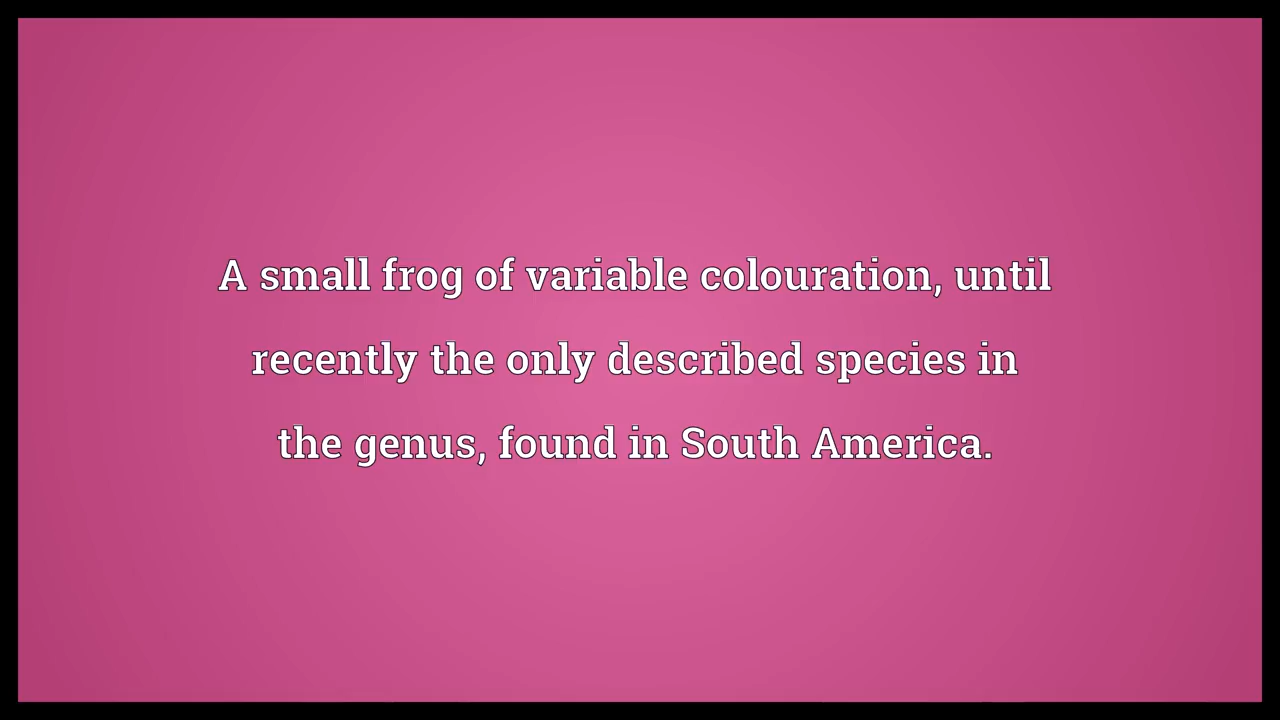 A small frog of variable colouration, until
recently the only described species in
the genus, found in South America.